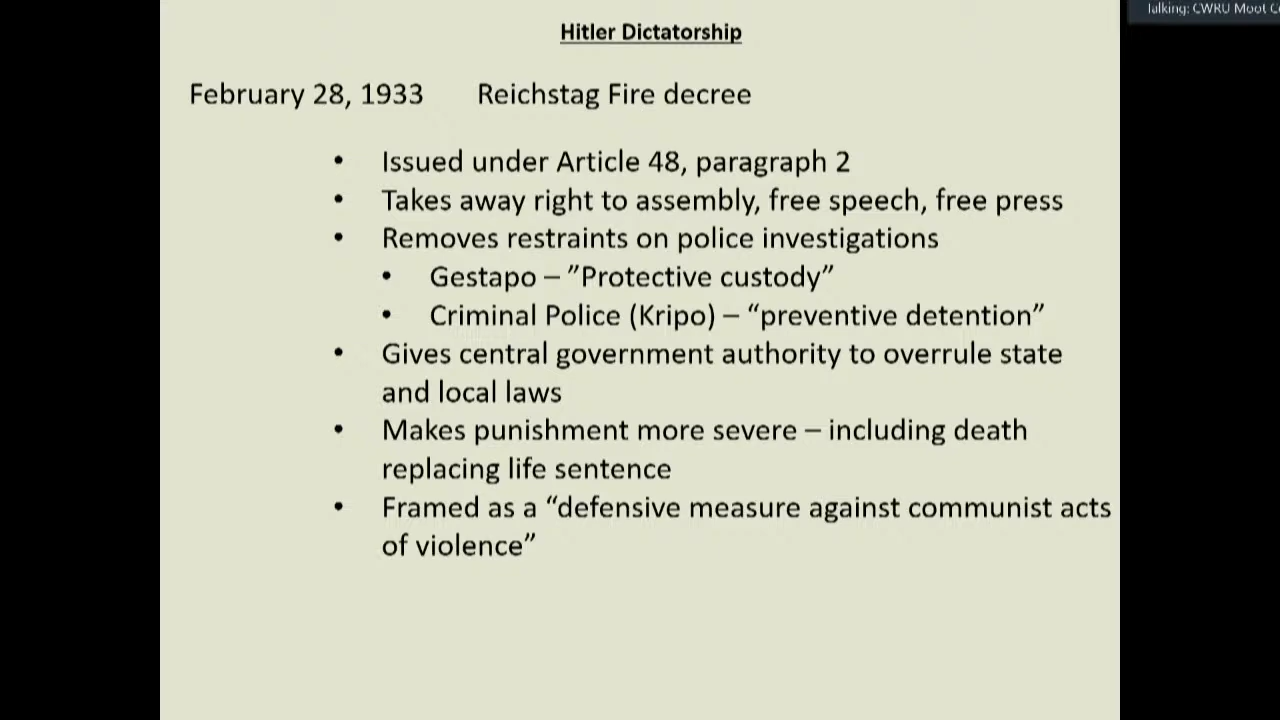 Talking: CWRU Moot
Hitler Dictatorship
February 28, 1933 Reichstag Fire decree
• Issued under Article 48, paragraph 2
• Takes away right to assembly, free speech, free press
• Removes restraints on police investigations
• Gestapo – ”Protective custody”
• Criminal Police (Kripo) – “preventive detention”
• Gives central government authority to overrule state
and local laws
• Makes punishment more severe – including death
replacing life sentence
• Framed as a “defensive measure against communist acts
of violence”